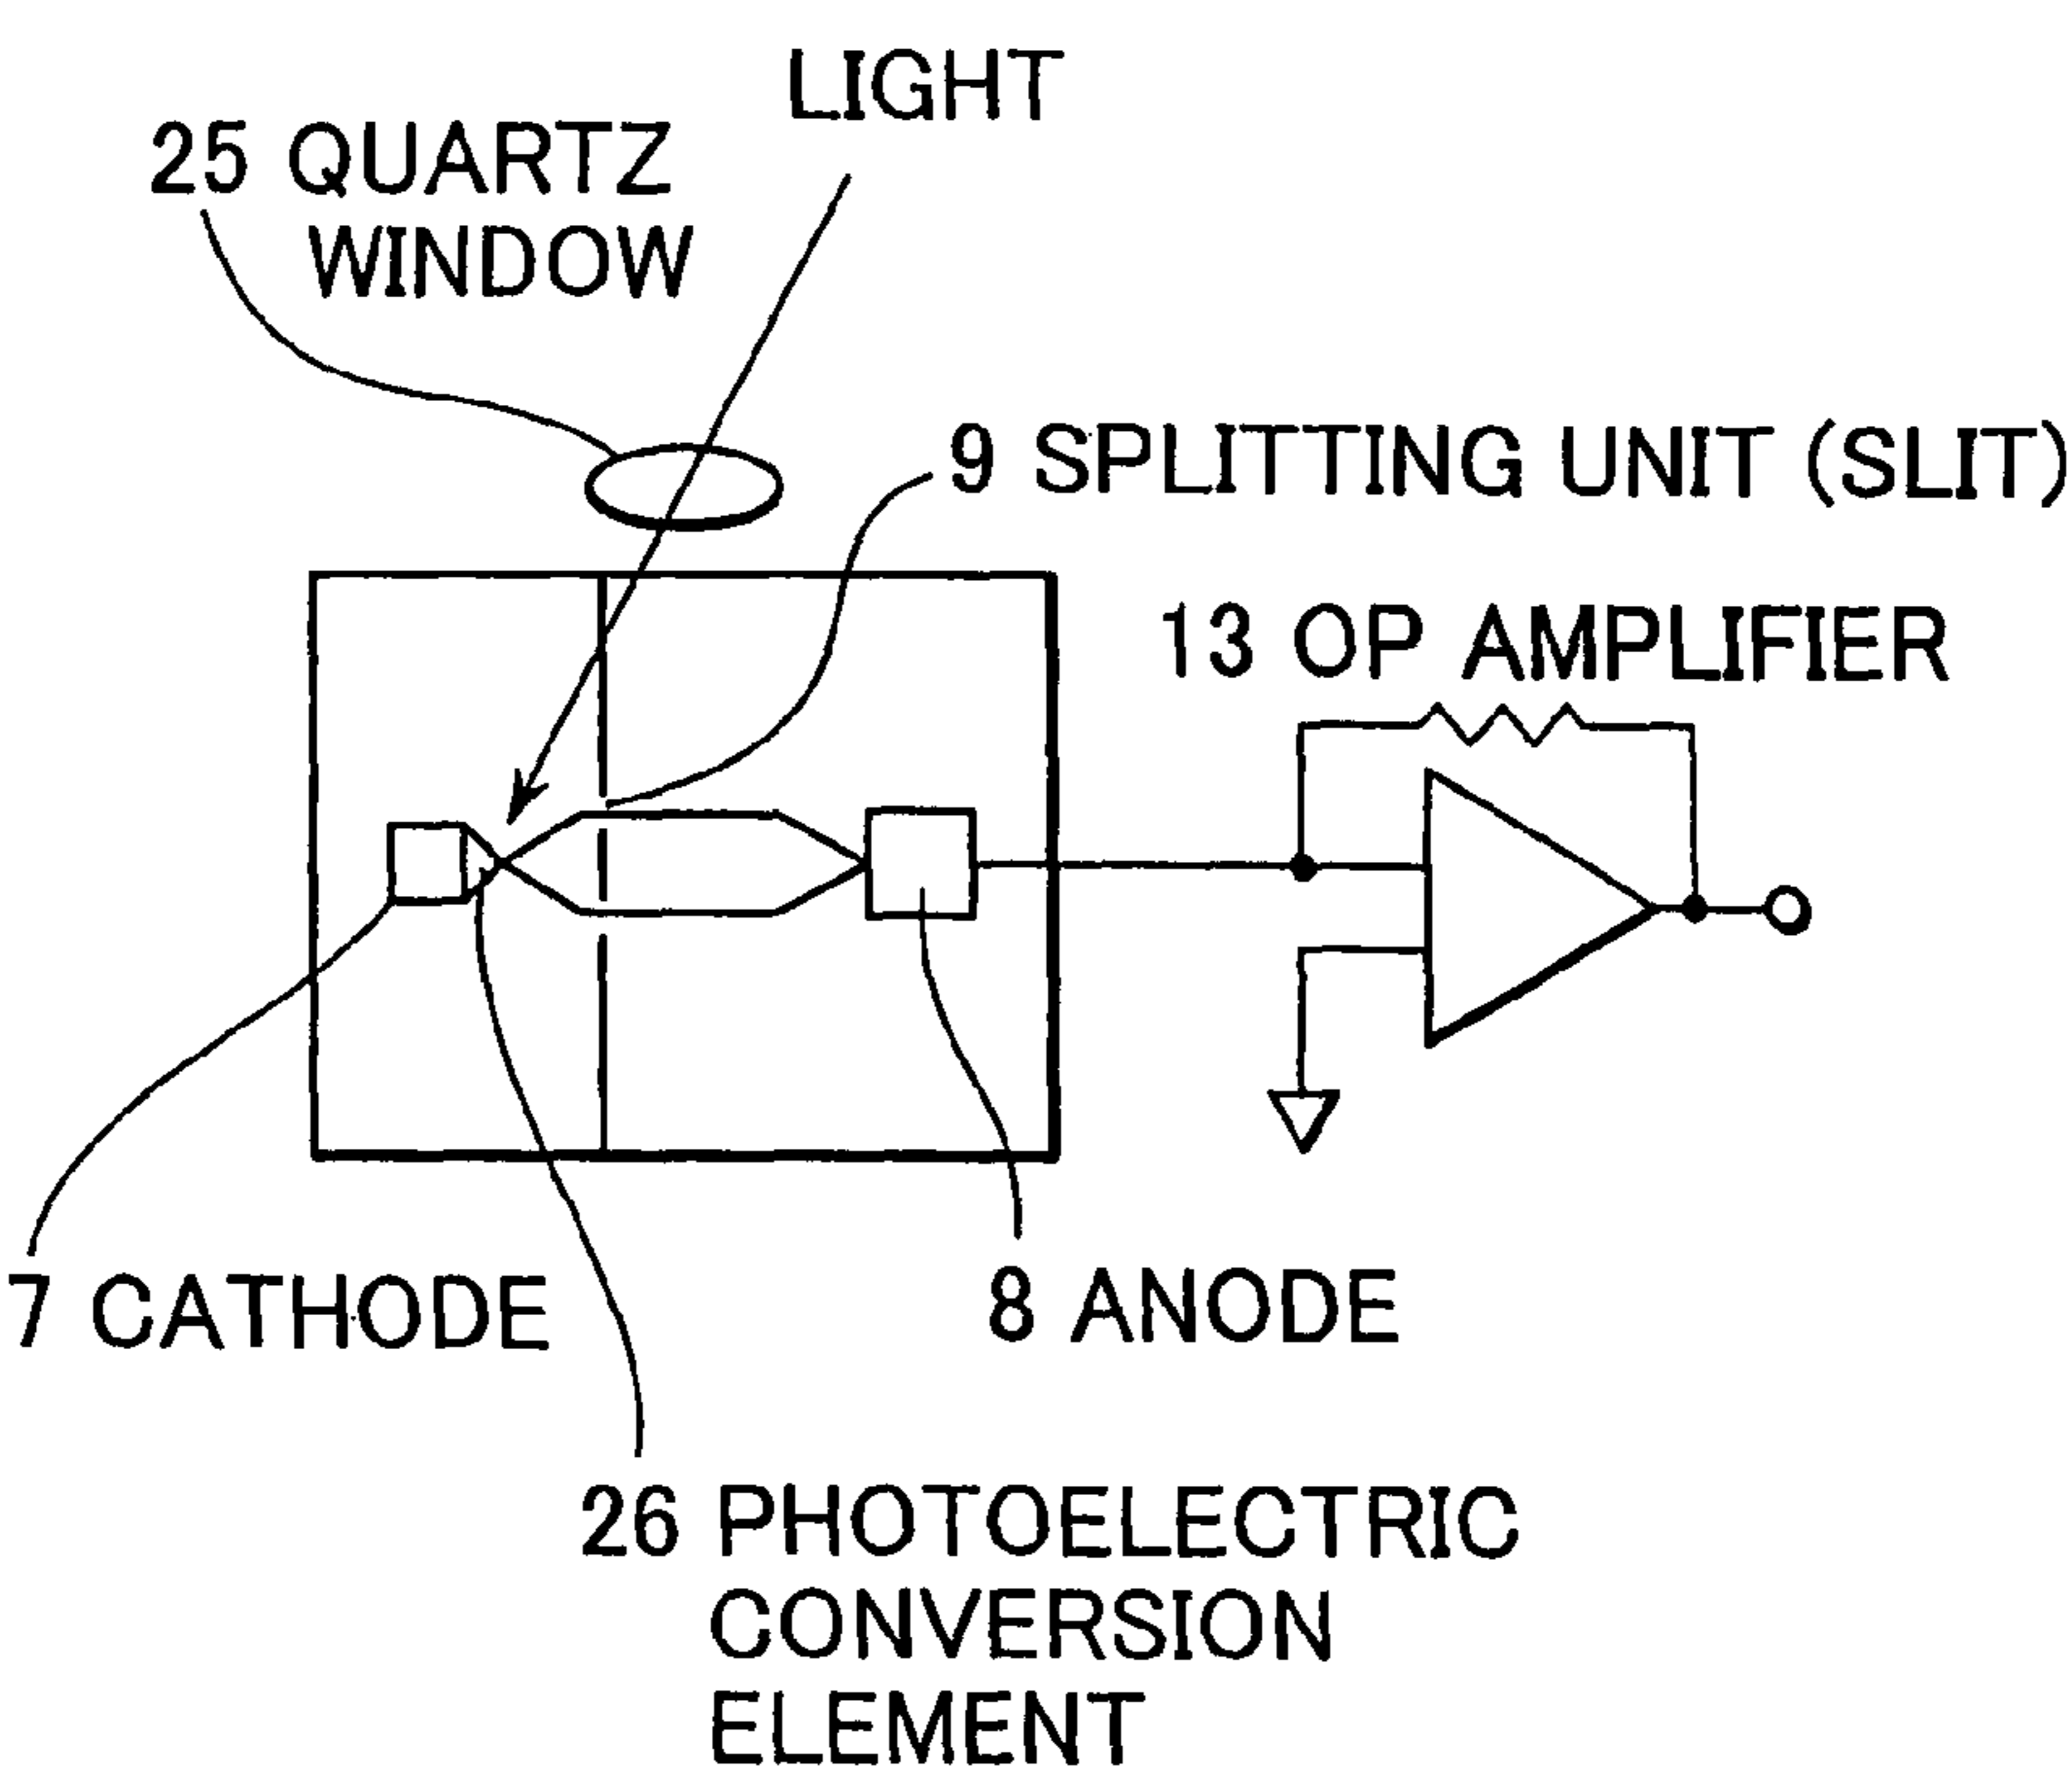 LIGHT
25 QUARTZ
WINDOW
9 SPLITTING UNIT (SLIT)
13 OP AMPLIFIER
7 CATHODE
8 ANODE
26 PHOTOELECTRIC
CONVERSION
ELEMENT